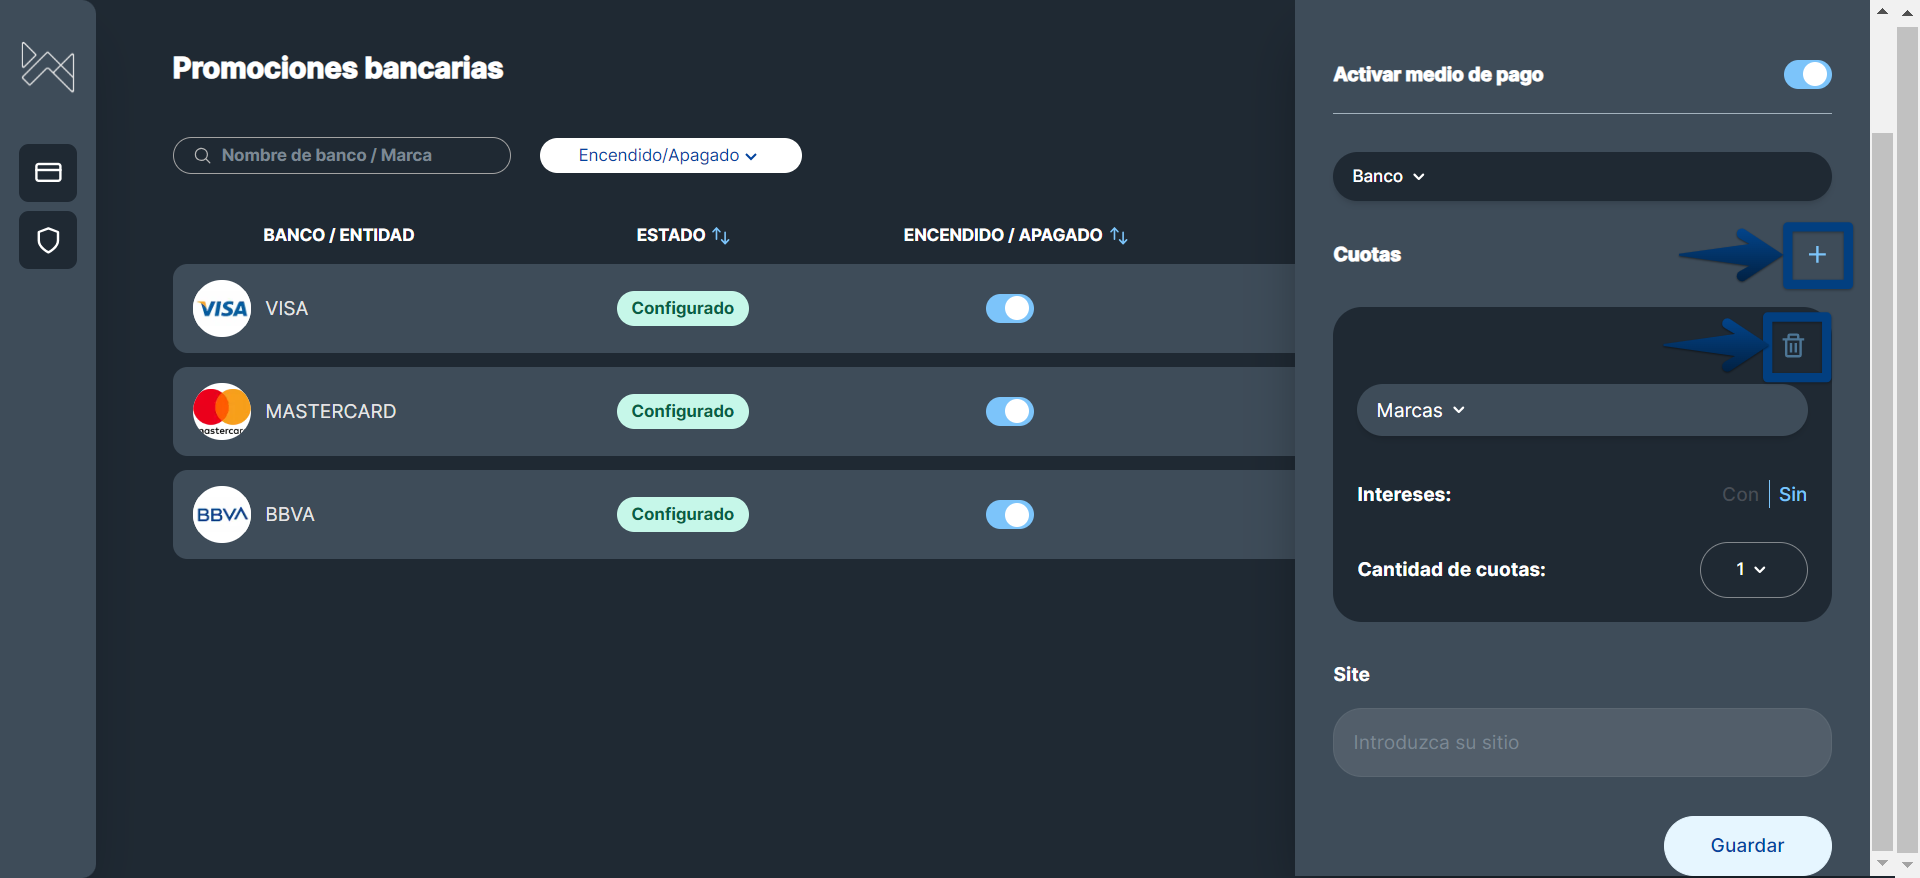 Promociones bancarias
Nombre de banco / Marca
Encendido/Apagado
BANCO / ENTIDAD
ESTADO
ENCENDIDO / APAGADO
VISA
VISA
Configurado
mastercar
MASTERCARD
Configurado
BBVA
BBVA
Configurado
Activar medio de pago
Banco
Cuotas
Marcas
Intereses:
Con
Sin
Cantidad de cuotas:
1
Site
Introduzca su sitio
Guardar